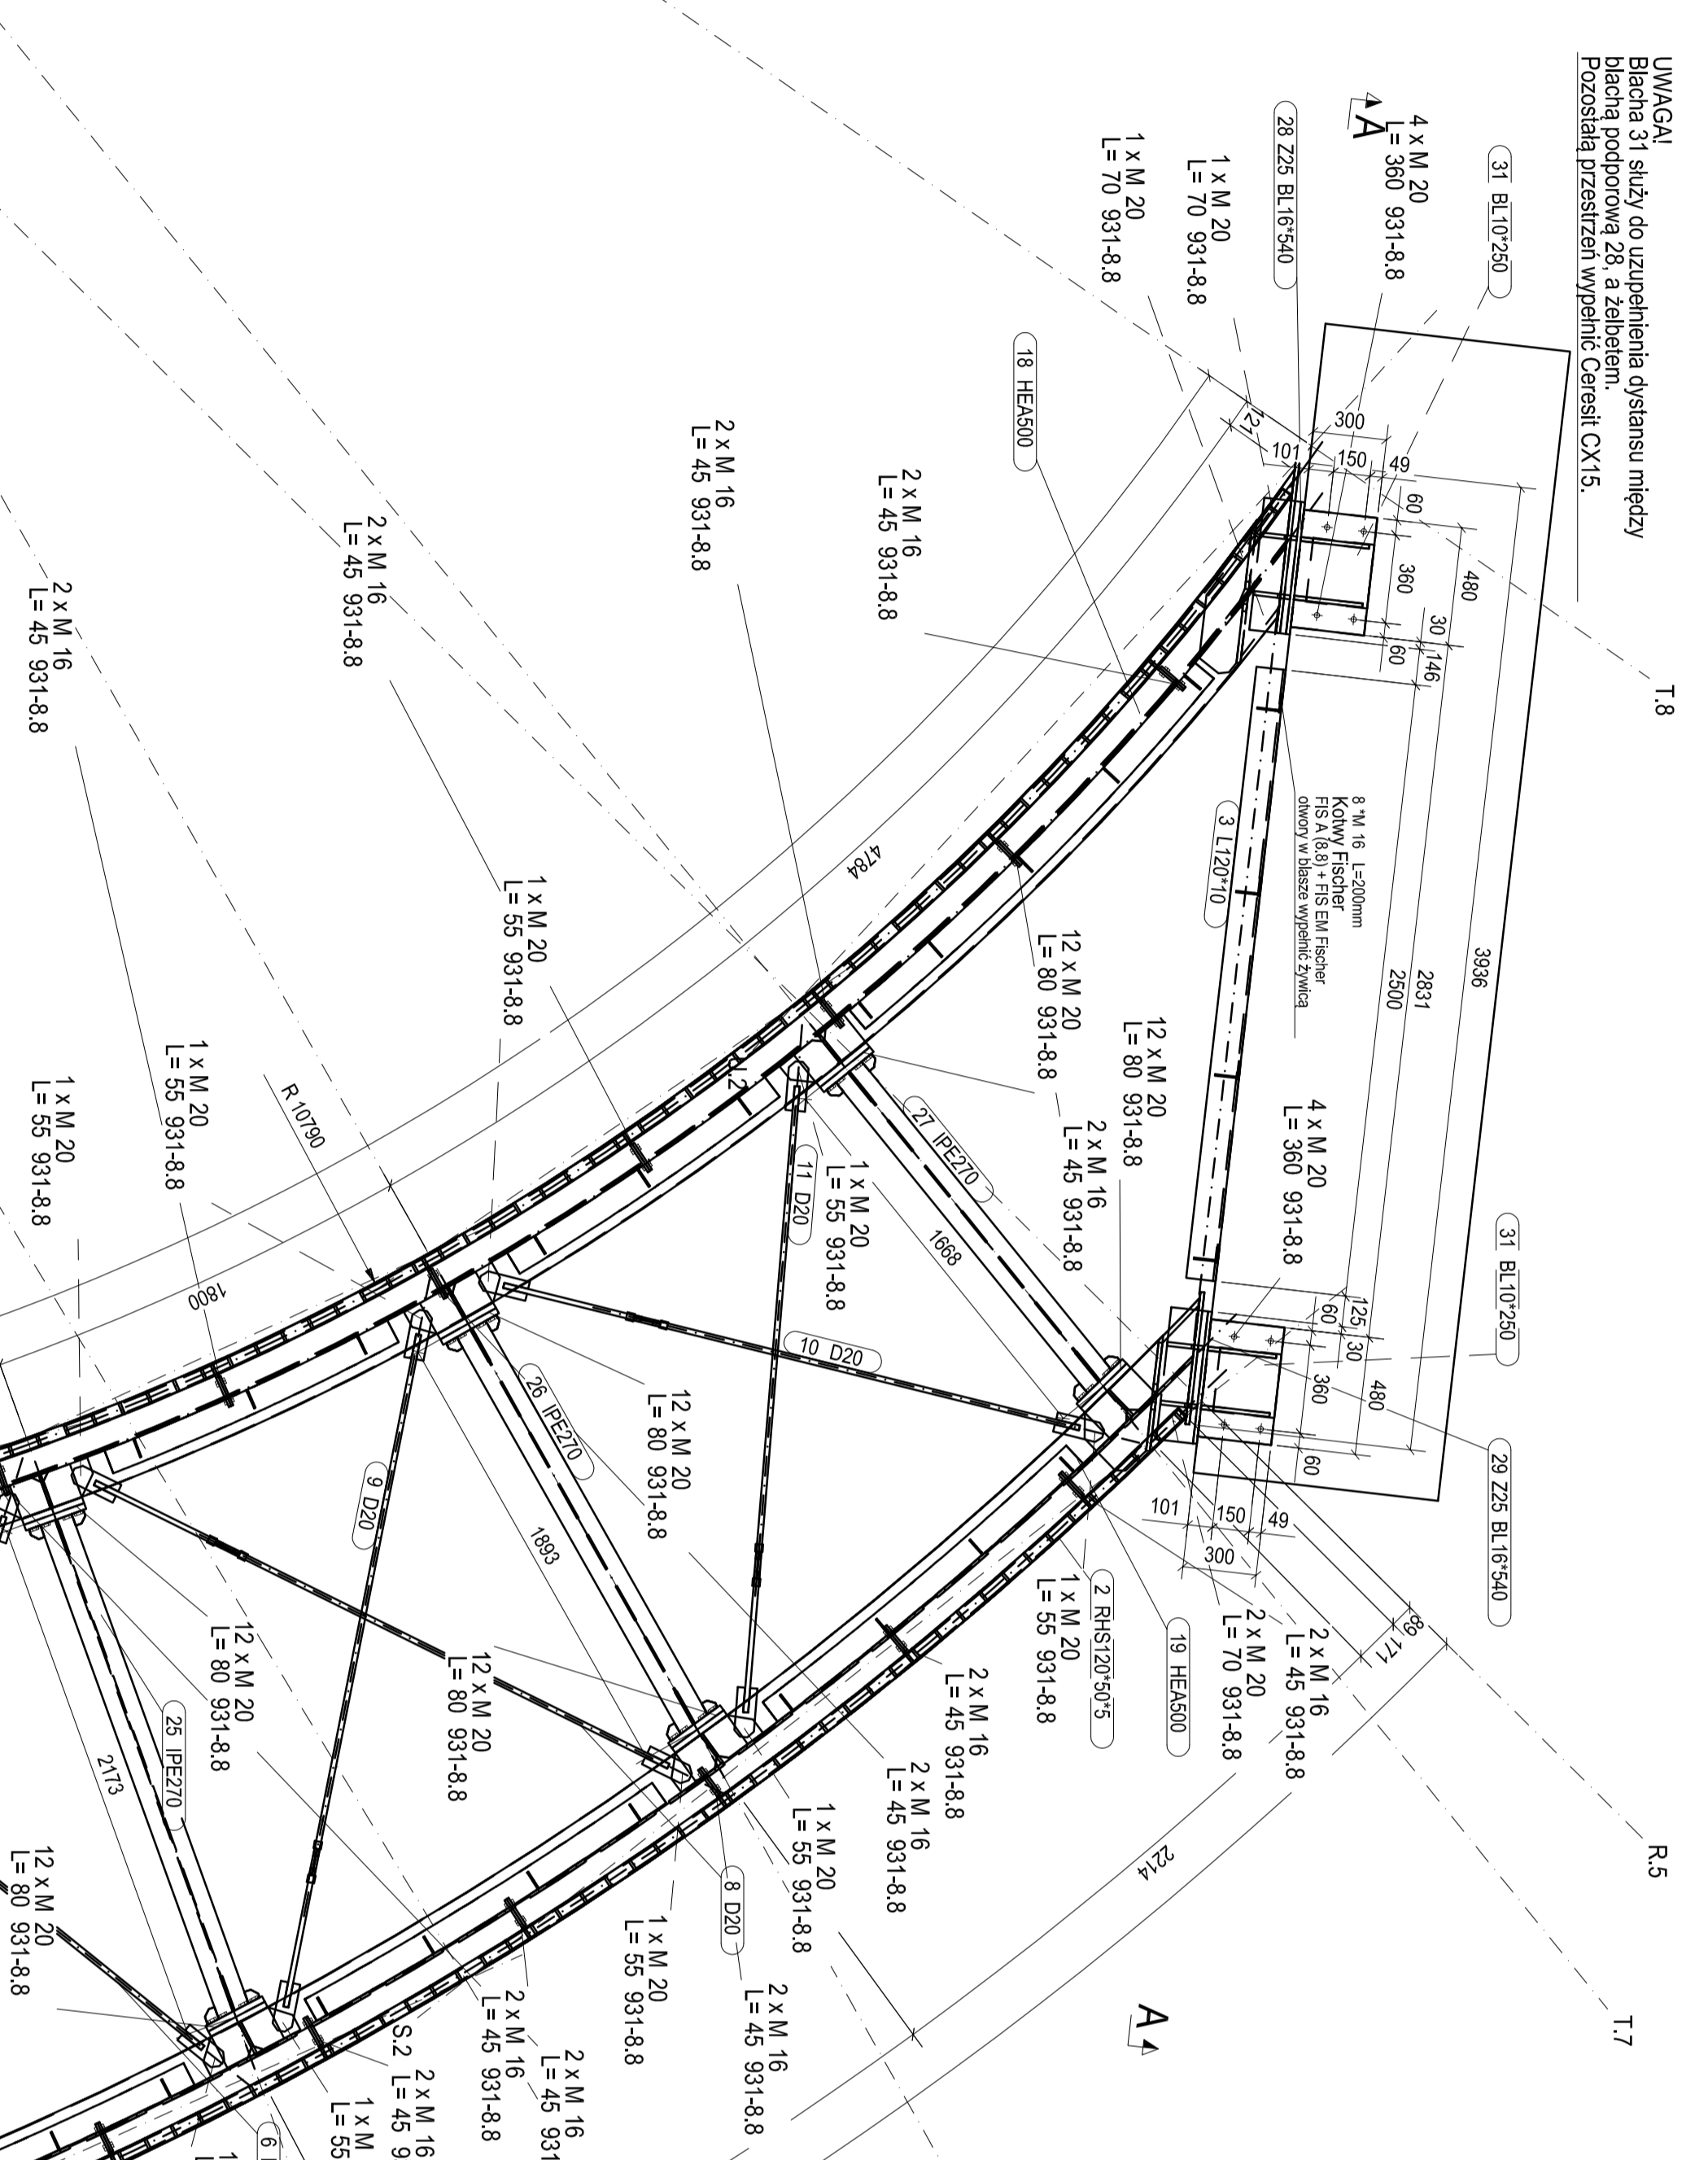 UWAGA!
Blacha 31 służy do uzupełnienia dystansu między
blachą podporową 28, a żelbetem.
Pozostałą przestrzeń wypełnić Ceresit CX15.
T.8
R.5
T.7
31 BL10*250
4 x M 20
L= 360 931-8.8
A
28 Z25 BL16*540
1 x M 20
L= 70 931-8.8
1 x M 20
L= 70 931-8.8
18 HEA500
300
150
49
101
121
60
480
360
30
60
146
3936
2831
2500
8 *M 16 L=200mm
Kotwy Fischer
FIS A (8.8) + FIS EM Fischer
otwory w blasze wypełnić żywicą
3 L120*10
4 x M 20
L= 360 931-8.8
31 BL10*250
125
60
30
360
480
60
29 Z25 BL16*540
101
150
49
300
89
171
2 x M 16
L= 45 931-8.8
2 x M 20
L= 70 931-8.8
19 HEA500
2 RHS120*50*5
1 x M 20
L= 55 931-8.8
2214
A
2 x M 16
L= 45 931-8.8
2 x M 16
L= 45 931-8.8
4784
12 x M 20
L= 80 931-8.8
12 x M 20
L= 80 931-8.8
2 x M 16
L= 45 931-8.8
27 IPE270
1668
1 x M 20
L= 55 931-8.8
11 D20
10 D20
2 x M 16
L= 45 931-8.8
2 x M 16
L= 45 931-8.8
1 x M 20
L= 55 931-8.8
8 D20
2 x M 16
L= 45 931-8.8
1 x M 20
L= 55 931-8.8
12 x M 20
L= 80 931-8.8
26 IPE270
1893
1 x M 20
L= 55 931-8.8
2 x M 16
L= 45 931-8.8
R 10790
9 D20
12 x M 20
L= 80 931-8.8
2 x M 16
L= 45 931
2 x M 16
L= 45 931-8.8
2 x M 16
L= 45 9
S.2
1 x M
L= 55
2 x M 16
L= 45 931-8.8
1 x M 20
L= 55 931-8.8
1 x M 20
L= 55 931-8.8
1800
12 x M 20
L= 80 931-8.8
25 IPE270
2173
12 x M 20
L= 80 931-8.8
6
1